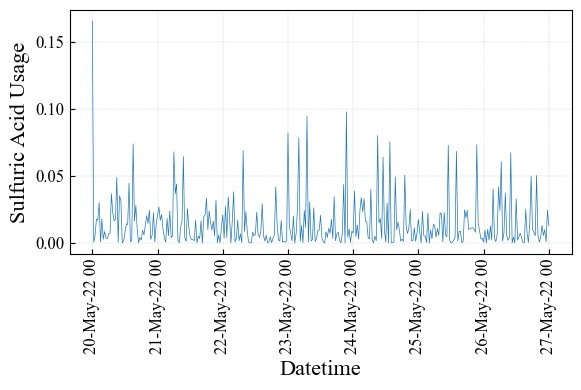 Sulfuric Acid Usage
0.15
0.10
0.05
0.00
20-May-22 00
21-May-22 00
22-May-22 00
23-May-22 00
24-May-22 00
25-May-22 00
26-May-22 00
27-May-22 00
Datetime